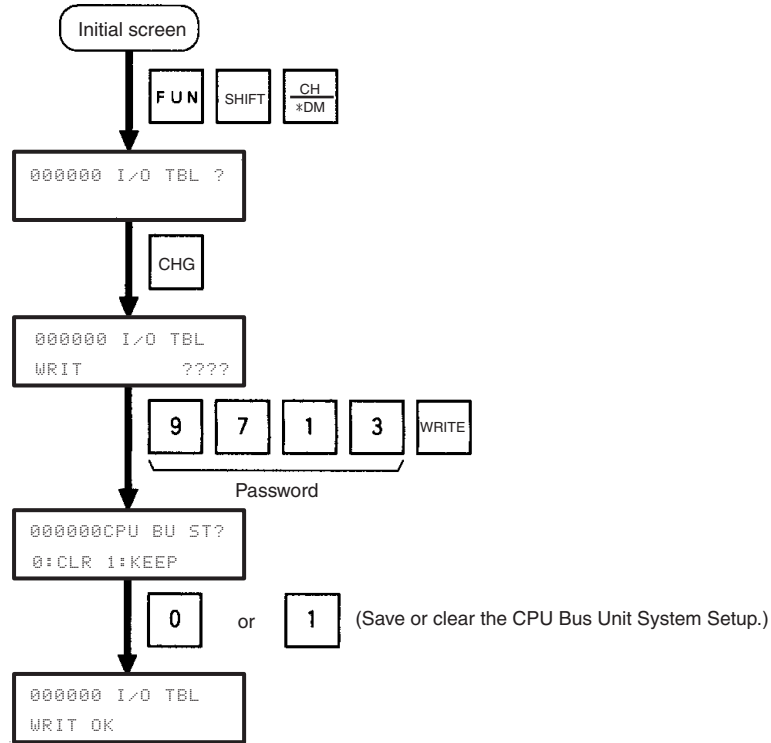 Initial screen
FUN SHIFT CH
*DM
000000 I/O TBL ?
CHG
000000 I/O TBL
WRIT ????
9 7 1 3 WRITE
Password
000000CPU BU ST?
0:CLR 1:KEEP
0 or 1 (Save or clear the CPU Bus Unit System Setup.)
000000 I/O TBL
WRIT OK